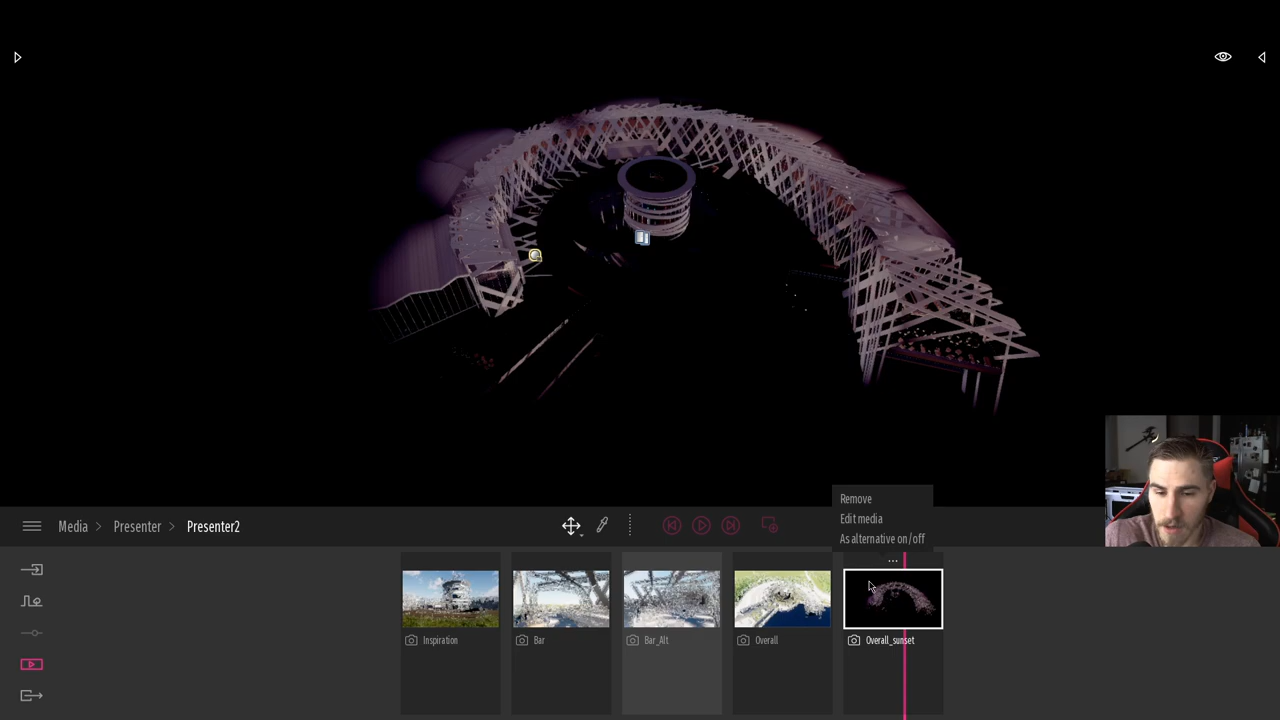 Remove
Edit media
As alternative on/off
Media > Presenter > Presenter2
...
Inspiration
Bar
Bar_Alt
Overall
Overall_sunset